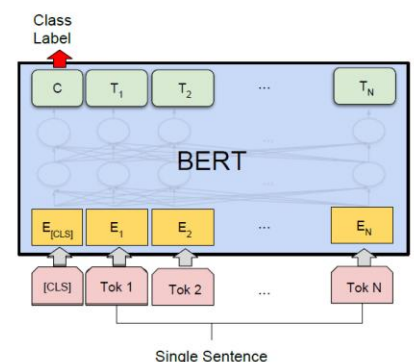 Class
Label
C T1 T2 ... TN
BERT
E[CLS] E1 E2 ... EN
[CLS] Tok 1 Tok 2 ... Tok N
Single Sentence